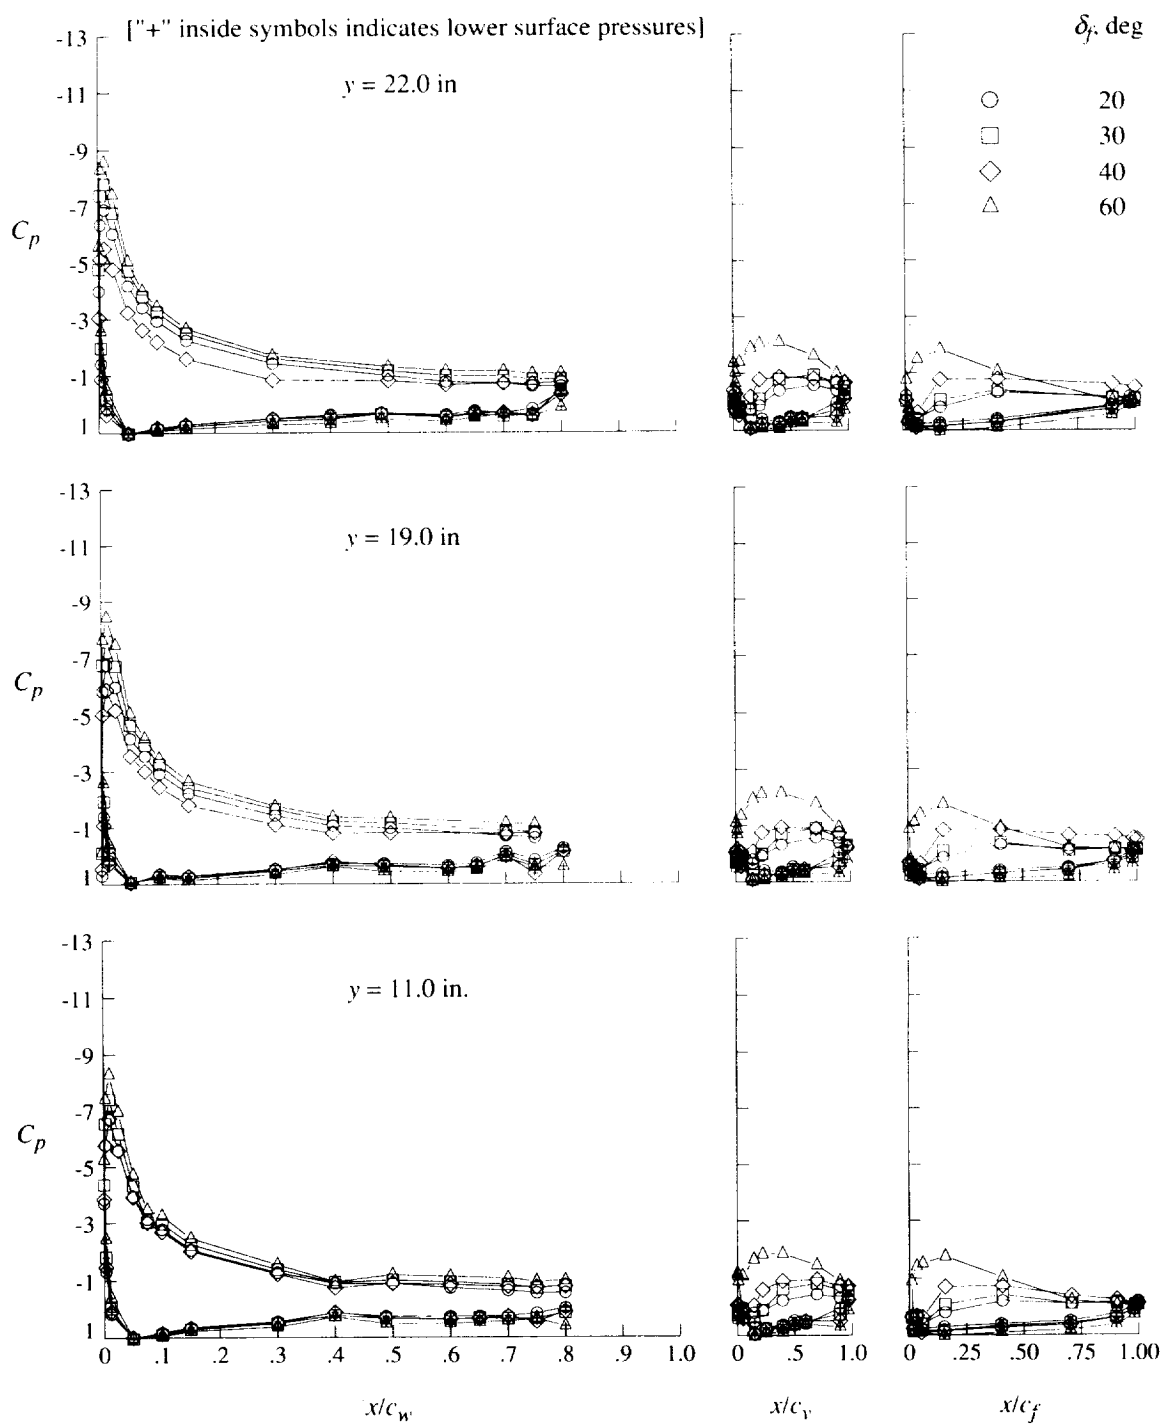 ["+" inside symbols indicates lower surface pressures]
δf, deg
20
30
40
60
y = 22.0 in
-13
-11
-9
-7
-5
-3
-1
1
Cp
y = 19.0 in
-13
-11
-9
-7
-5
-3
-1
1
Cp
y = 11.0 in.
-13
-11
-9
-7
-5
-3
-1
1
Cp
0 .1 .2 .3 .4 .5 .6 .7 .8 .9 1.0
x/cw
0 .5 1.0
x/cv
0 .25 .50 .75 1.00
x/cf